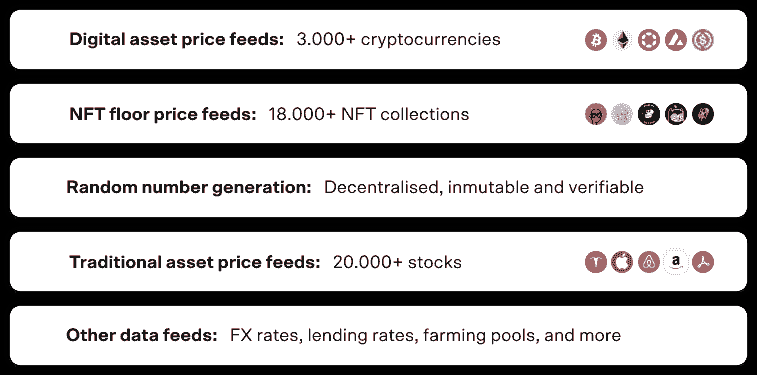 Digital asset price feeds: 3.000+ cryptocurrencies
NFT floor price feeds: 18.000+ NFT collections
Random number generation: Decentralised, inmutable and verifiable
Traditional asset price feeds: 20.000+ stocks
Other data feeds: FX rates, lending rates, farming pools, and more